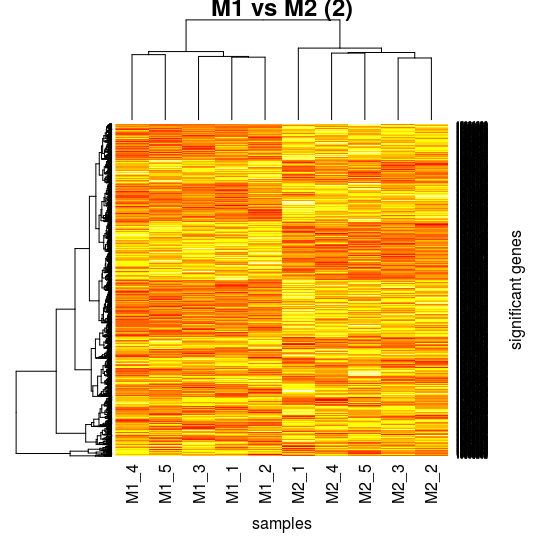 M1 vs M2 (2)
significant genes
M1_4
M1_5
M1_3
M1_1
M1_2
M2_1
M2_4
M2_5
M2_3
M2_2
samples